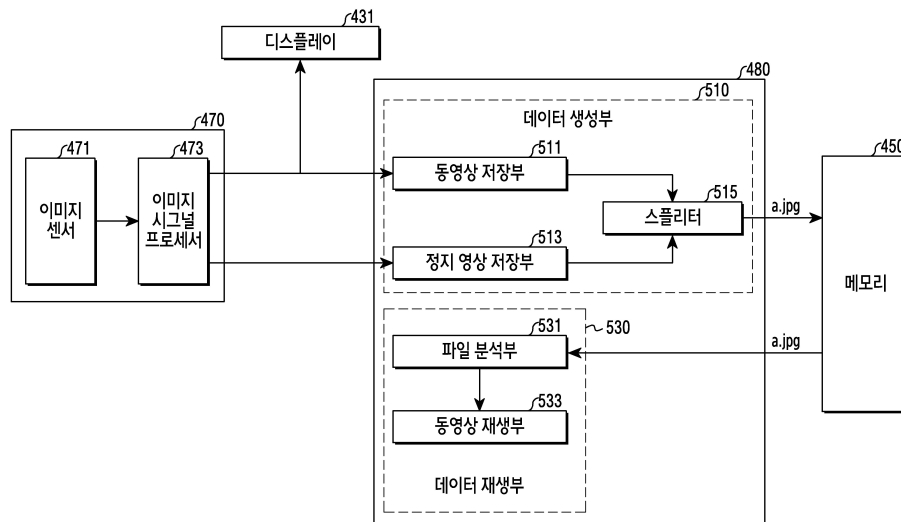 431
디스플레이
480
510
데이터 생성부
470
471
473
이미지
센서
이미지
시그널
프로세서
511
동영상 저장부
515
스플리터
a.jpg
513
정지 영상 저장부
450
메모리
530
531
파일 분석부
a.jpg
533
동영상 재생부
데이터 재생부